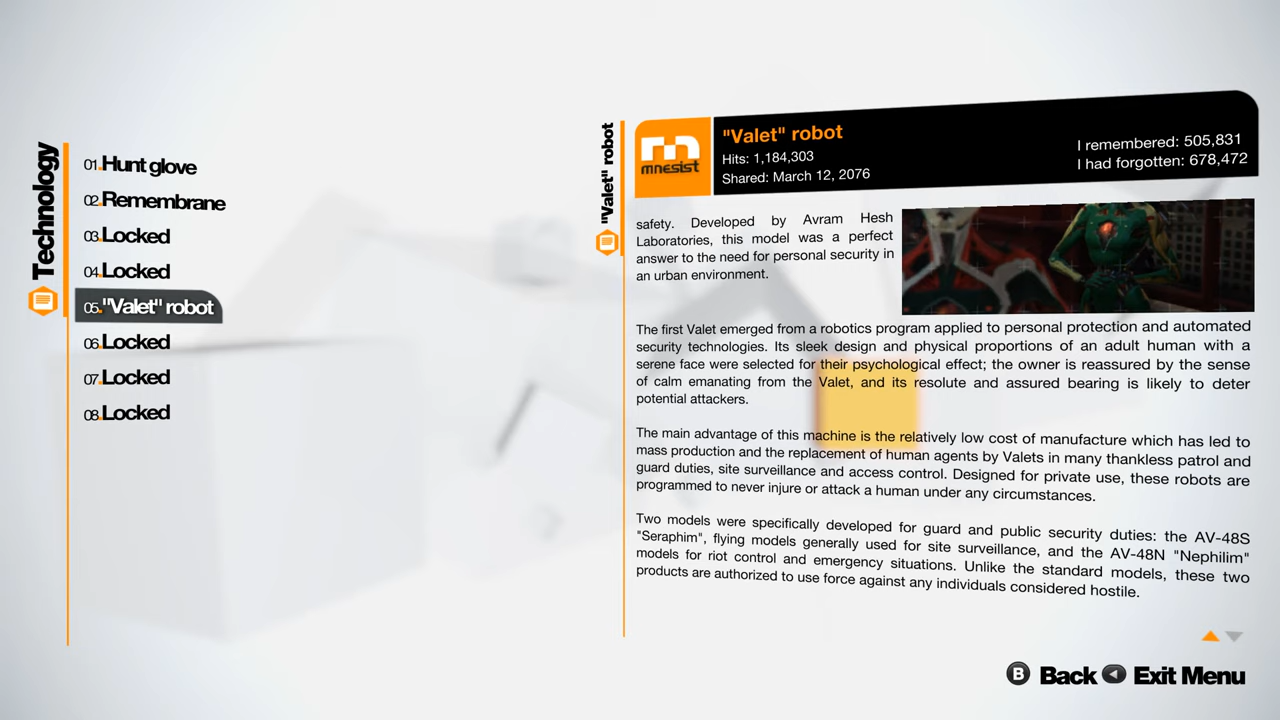 Technology
01.Hunt glove
02.Remembrane
03.Locked
04.Locked
05."Valet" robot
06.Locked
07.Locked
08.Locked
"Valet" robot
mnesist
"Valet" robot
Hits: 1,184,303
Shared: March 12, 2076
I remembered: 505,831
I had forgotten: 678,472
safety. Developed by Avram Hesh
Laboratories, this model was a perfect
answer to the need for personal security in
an urban environment.
The first Valet emerged from a robotics program applied to personal protection and automated
security technologies. Its sleek design and physical proportions of an adult human with a
serene face were selected for their psychological effect; the owner is reassured by the sense
of calm emanating from the Valet, and its resolute and assured bearing is likely to deter
potential attackers.
The main advantage of this machine is the relatively low cost of manufacture which has led to
mass production and the replacement of human agents by Valets in many thankless patrol and
guard duties, site surveillance and access control. Designed for private use, these robots are
programmed to never injure or attack a human under any circumstances.
Two models were specifically developed for guard and public security duties: the AV-48S
"Seraphim", flying models generally used for site surveillance, and the AV-48N "Nephilim"
models for riot control and emergency situations. Unlike the standard models, these two
products are authorized to use force against any individuals considered hostile.
B Back Exit Menu